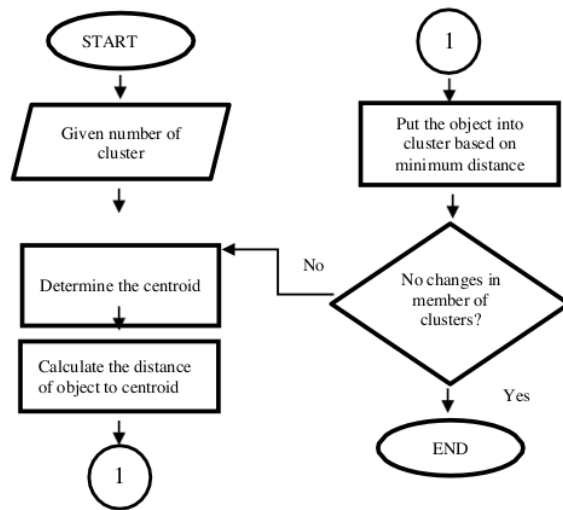 START
Given number of
cluster
Determine the centroid
Calculate the distance
of object to centroid
1
1
Put the object into
cluster based on
minimum distance
No changes in
member of
clusters?
No
Yes
END